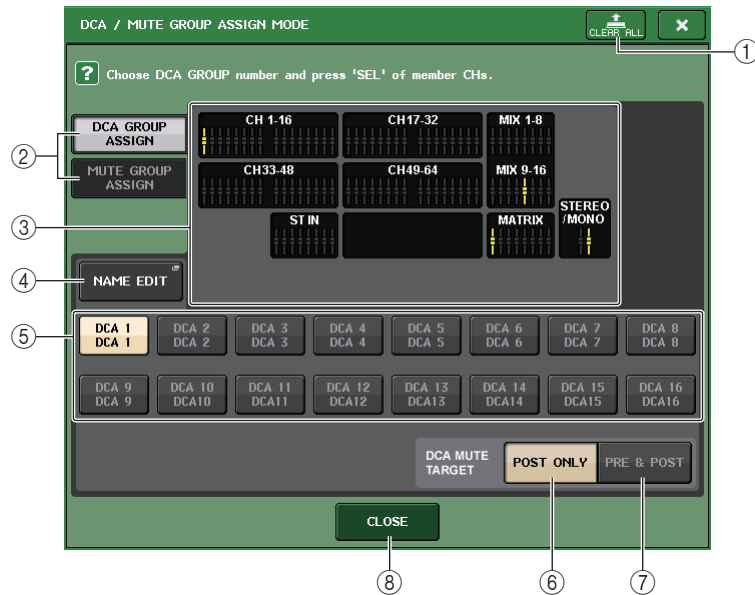 DCA / MUTE GROUP ASSIGN MODE
CLEAR ALL
×
①
? Choose DCA GROUP number and press 'SEL' of member CHs.
②
DCA GROUP
ASSIGN
MUTE GROUP
ASSIGN
③
CH 1-16
CH17-32
MIX 1-8
CH33-48
CH49-64
MIX 9-16
ST IN
MATRIX
STEREO
/MONO
④
NAME EDIT
⑤
DCA 1
DCA 1
DCA 2
DCA 2
DCA 3
DCA 3
DCA 4
DCA 4
DCA 5
DCA 5
DCA 6
DCA 6
DCA 7
DCA 7
DCA 8
DCA 8
DCA 9
DCA 9
DCA 10
DCA10
DCA 11
DCA11
DCA 12
DCA12
DCA 13
DCA13
DCA 14
DCA14
DCA 15
DCA15
DCA 16
DCA16
DCA MUTE
TARGET
POST ONLY
PRE & POST
CLOSE
⑧
⑥
⑦